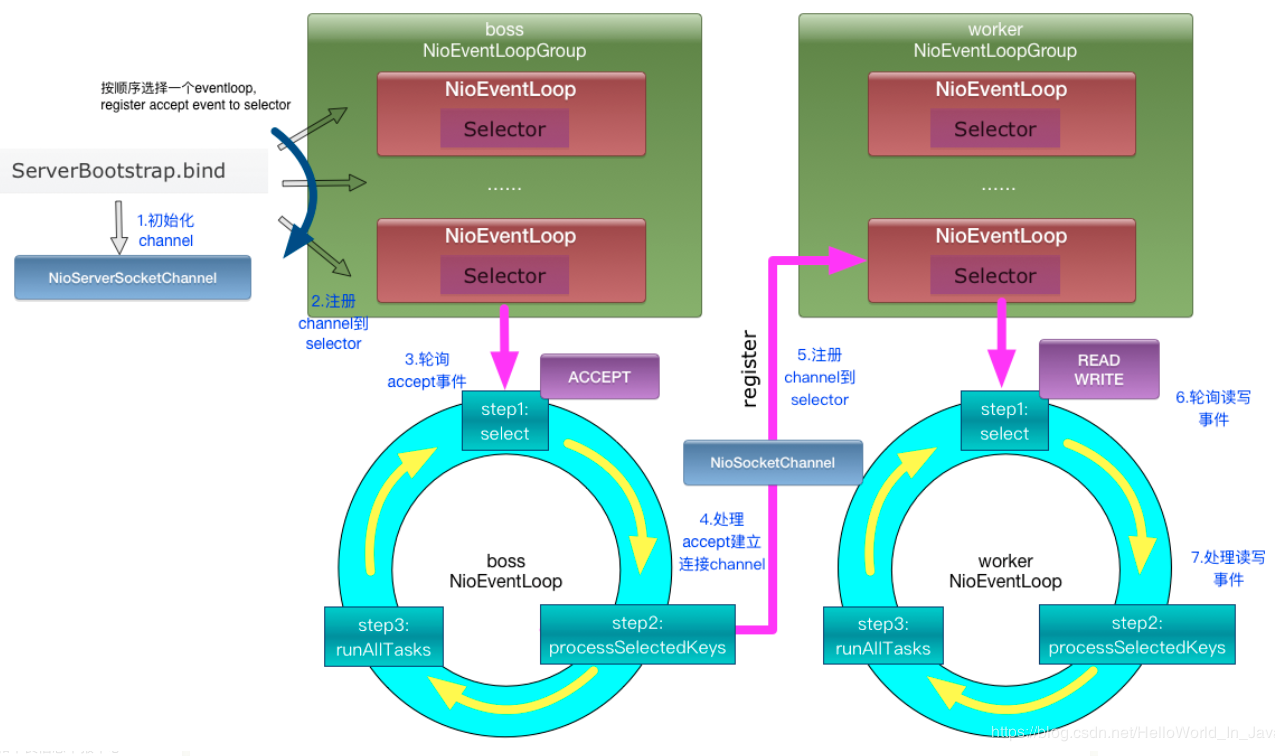 boss
NioEventLoopGroup
NioEventLoop
Selector
......
NioEventLoop
Selector
worker
NioEventLoopGroup
NioEventLoop
Selector
......
NioEventLoop
Selector
按顺序选择一个eventloop,
register accept event to selector
ServerBootstrap.bind
1.初始化
channel
NioServerSocketChannel
2.注册
channel到
selector
3.轮询
accept事件
ACCEPT
step1:
select
boss
NioEventLoop
step2:
processSelectedKeys
step3:
runAllTasks
4.处理
accept建立
连接channel
NioSocketChannel
register
5.注册
channel到
selector
READ
WRITE
6.轮询读写
事件
step1:
select
worker
NioEventLoop
7.处理读写
事件
step2:
processSelectedKeys
step3:
runAllTasks
https://blog.csdn.net/HelloWorld_In_Java